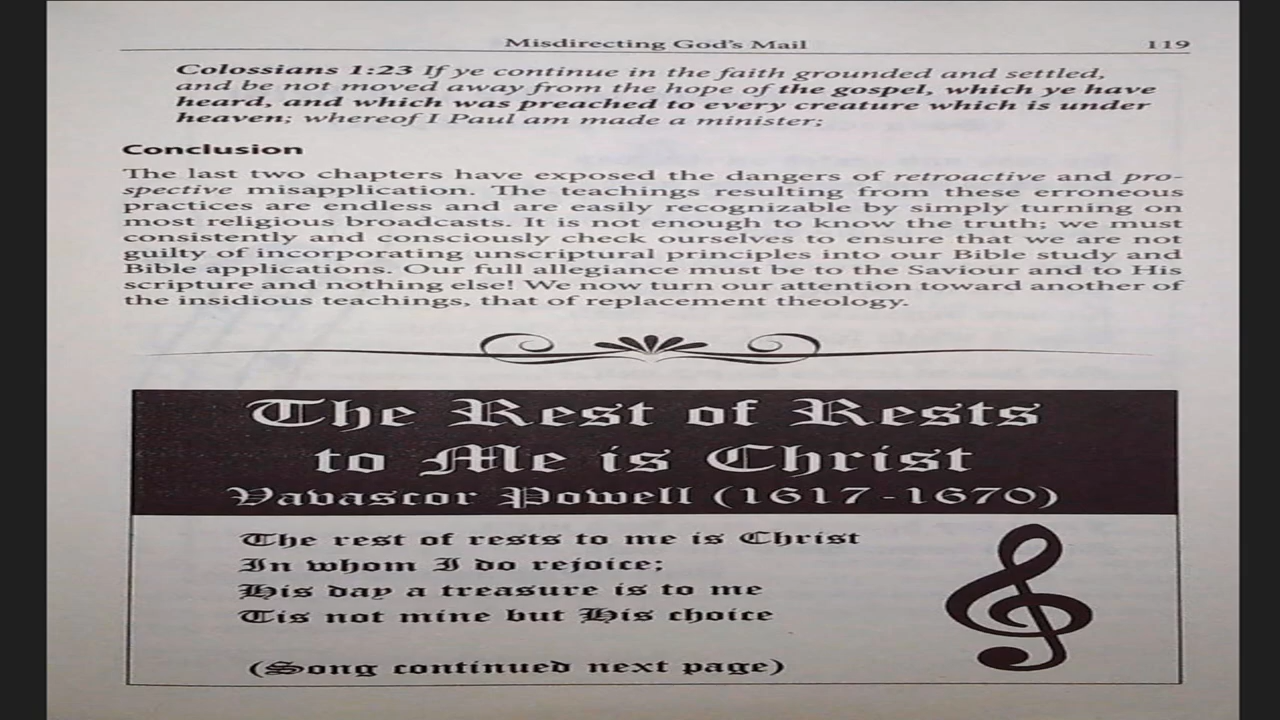 Misdirecting God's Mail 119
Colossians 1:23 If ye continue in the faith grounded and settled,
and be not moved away from the hope of the gospel, which ye have
heard, and which was preached to every creature which is under
heaven; whereof I Paul am made a minister;
Conclusion
The last two chapters have exposed the dangers of retroactive and pro-
spective misapplication. The teachings resulting from these erroneous
practices are endless and are easily recognizable by simply turning on
most religious broadcasts. It is not enough to know the truth; we must
consistently and consciously check ourselves to ensure that we are not
guilty of incorporating unscriptural principles into our Bible study and
Bible applications. Our full allegiance must be to the Saviour and to His
scripture and nothing else! We now turn our attention toward another of
the insidious teachings, that of replacement theology.
The Rest of Rests
to Me is Christ
Vavascor Powell (1617-1670)
The rest of rests to me is Christ
In whom I do rejoice;
His day a treasure is to me
Tis not mine but His choice
(Song continued next page)